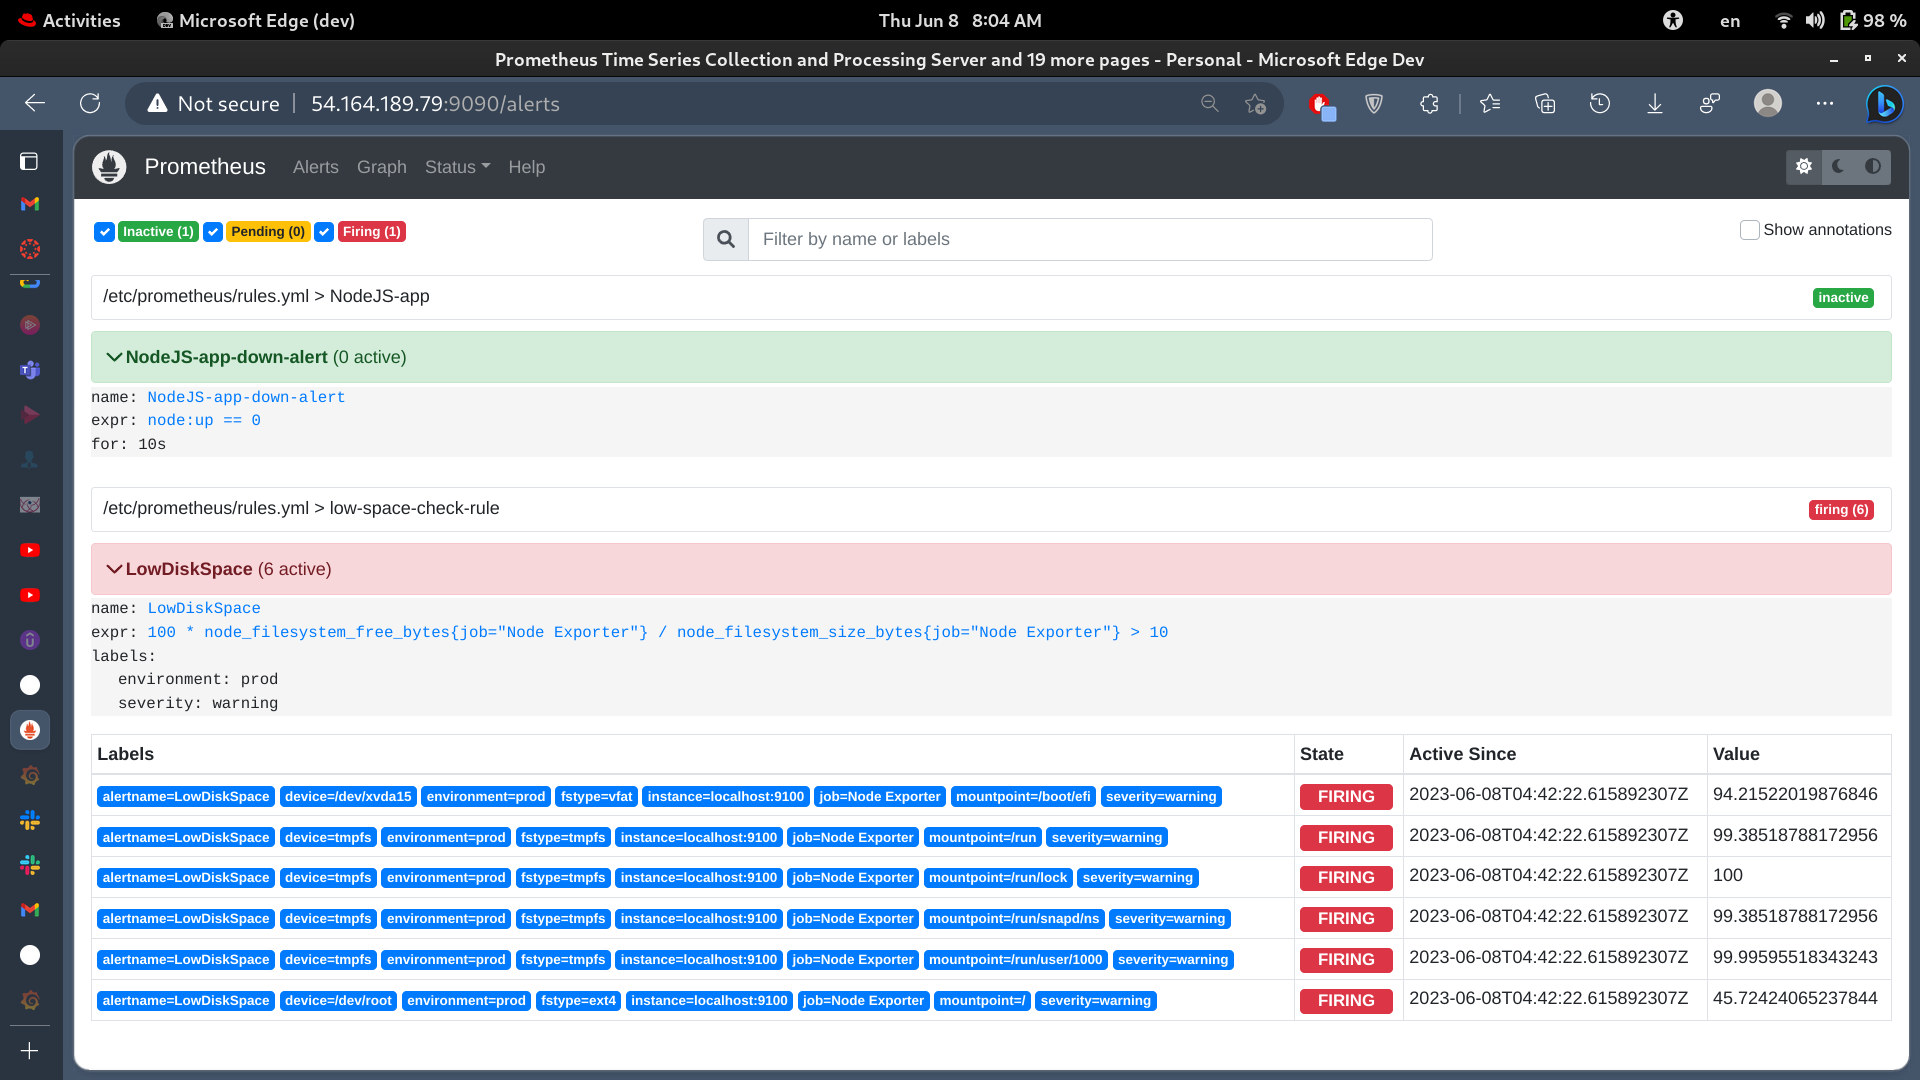 Activities Microsoft Edge (dev) Thu Jun 8 8:04 AM en 98 %
Prometheus Time Series Collection and Processing Server and 19 more pages - Personal - Microsoft Edge Dev
Not secure 54.164.189.79:9090/alerts
Prometheus Alerts Graph Status Help
Inactive (1) Pending (0) Firing (1) Filter by name or labels Show annotations
/etc/prometheus/rules.yml > NodeJS-app inactive
NodeJS-app-down-alert (0 active)
name: NodeJS-app-down-alert
expr: node:up == 0
for: 10s
/etc/prometheus/rules.yml > low-space-check-rule firing (6)
LowDiskSpace (6 active)
name: LowDiskSpace
expr: 100 * node_filesystem_free_bytes{job="Node Exporter"} / node_filesystem_size_bytes{job="Node Exporter"} > 10
labels:
environment: prod
severity: warning
Labels State Active Since Value
alertname=LowDiskSpace device=/dev/xvda15 environment=prod fstype=vfat instance=localhost:9100 job=Node Exporter mountpoint=/boot/efi severity=warning FIRING 2023-06-08T04:42:22.615892307Z 94.21522019876846
alertname=LowDiskSpace device=tmpfs environment=prod fstype=tmpfs instance=localhost:9100 job=Node Exporter mountpoint=/run severity=warning FIRING 2023-06-08T04:42:22.615892307Z 99.38518788172956
alertname=LowDiskSpace device=tmpfs environment=prod fstype=tmpfs instance=localhost:9100 job=Node Exporter mountpoint=/run/lock severity=warning FIRING 2023-06-08T04:42:22.615892307Z 100
alertname=LowDiskSpace device=tmpfs environment=prod fstype=tmpfs instance=localhost:9100 job=Node Exporter mountpoint=/run/snapd/ns severity=warning FIRING 2023-06-08T04:42:22.615892307Z 99.38518788172956
alertname=LowDiskSpace device=tmpfs environment=prod fstype=tmpfs instance=localhost:9100 job=Node Exporter mountpoint=/run/user/1000 severity=warning FIRING 2023-06-08T04:42:22.615892307Z 99.99595518343243
alertname=LowDiskSpace device=/dev/root environment=prod fstype=ext4 instance=localhost:9100 job=Node Exporter mountpoint=/ severity=warning FIRING 2023-06-08T04:42:22.615892307Z 45.72424065237844